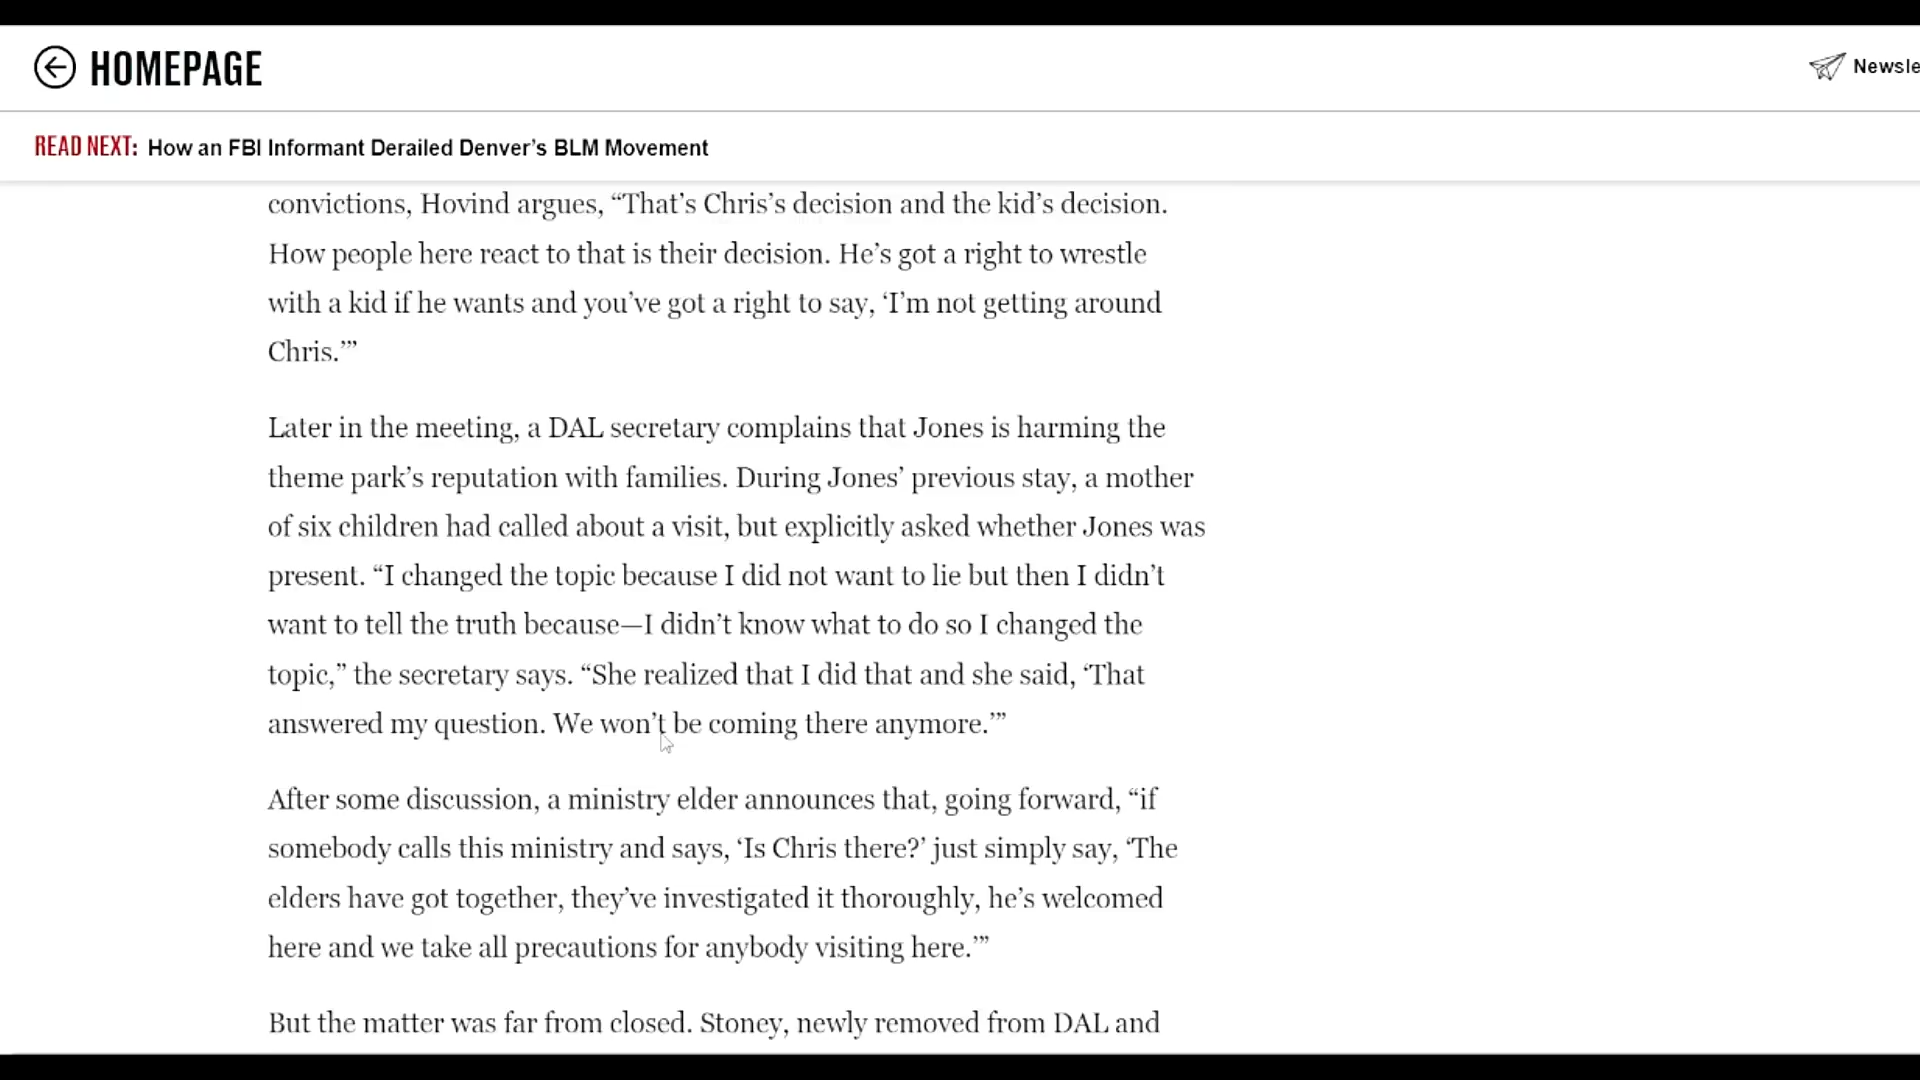 HOMEPAGE
Newsle
READ NEXT: How an FBI Informant Derailed Denver’s BLM Movement
convictions, Hovind argues, “That’s Chris’s decision and the kid’s decision.
How people here react to that is their decision. He’s got a right to wrestle
with a kid if he wants and you’ve got a right to say, ‘I’m not getting around
Chris.’”
Later in the meeting, a DAL secretary complains that Jones is harming the
theme park’s reputation with families. During Jones’ previous stay, a mother
of six children had called about a visit, but explicitly asked whether Jones was
present. “I changed the topic because I did not want to lie but then I didn’t
want to tell the truth because—I didn’t know what to do so I changed the
topic,” the secretary says. “She realized that I did that and she said, ‘That
answered my question. We won’t be coming there anymore.’”
After some discussion, a ministry elder announces that, going forward, “if
somebody calls this ministry and says, ‘Is Chris there?’ just simply say, ‘The
elders have got together, they’ve investigated it thoroughly, he’s welcomed
here and we take all precautions for anybody visiting here.’”
But the matter was far from closed. Stoney, newly removed from DAL and